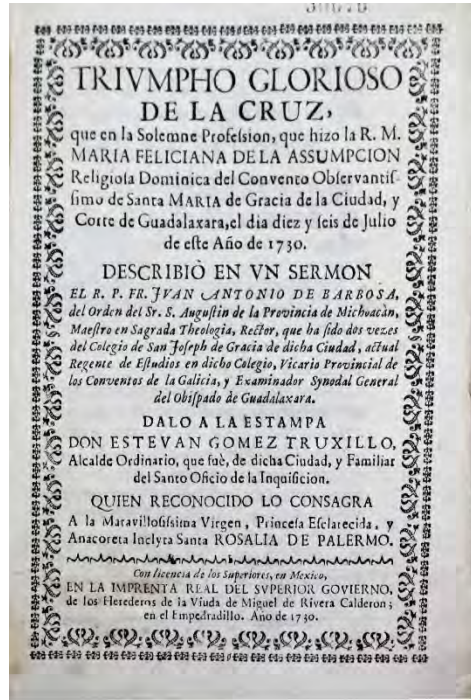 TRIVMPHO GLORIOSO
DE LA CRUZ,
que en la Solemne Profeſsion, que hizo la R. M.
MARIA FELICIANA DE LA ASSUMPCION
Religioſa Dominica del Convento Obſervantiſ-
ſimo de Santa MARIA de Gracia de la Ciudad, y
Corte de Guadalaxara, el dia diez y ſeis de Julio
de eſte Año de 1730.
DESCRIBIÒ EN VN SERMON
EL R. P. FR. JVAN ANTONIO DE BARBOSA,
del Orden del Sr. S. Auguſtin de la Provincia de Michoacàn,
Maeſtro en Sagrada Theologia, Rector, que ha ſido dos vezes
del Colegio de San Joſeph de Gracia de dicha Ciudad, actual
Regente de Eſtudios en dicho Colegio, Vicario Provincial de
los Conventos de la Galicia, y Examinador Synodal General
del Obiſpado de Guadalaxara.
DALO A LA ESTAMPA
DON ESTEVAN GOMEZ TRUXILLO,
Alcalde Ordinario, que fuè, de dicha Ciudad, y Familiar
del Santo Oficio de la Inquiſicion.
QUIEN RECONOCIDO LO CONSAGRA
A la Maravilloſiſsima Virgen, Princeſa Eſclarecida, y
Anacoreta Inclyta Santa ROSALIA DE PALERMO.
Con licencia de los Superiores, en Mexico,
EN LA IMPRENTA REAL DEL SVPERIOR GOVIERNO,
de los Herederos de la Viuda de Miguel de Rivera Calderon;
en el Empedradillo. Año de 1730.